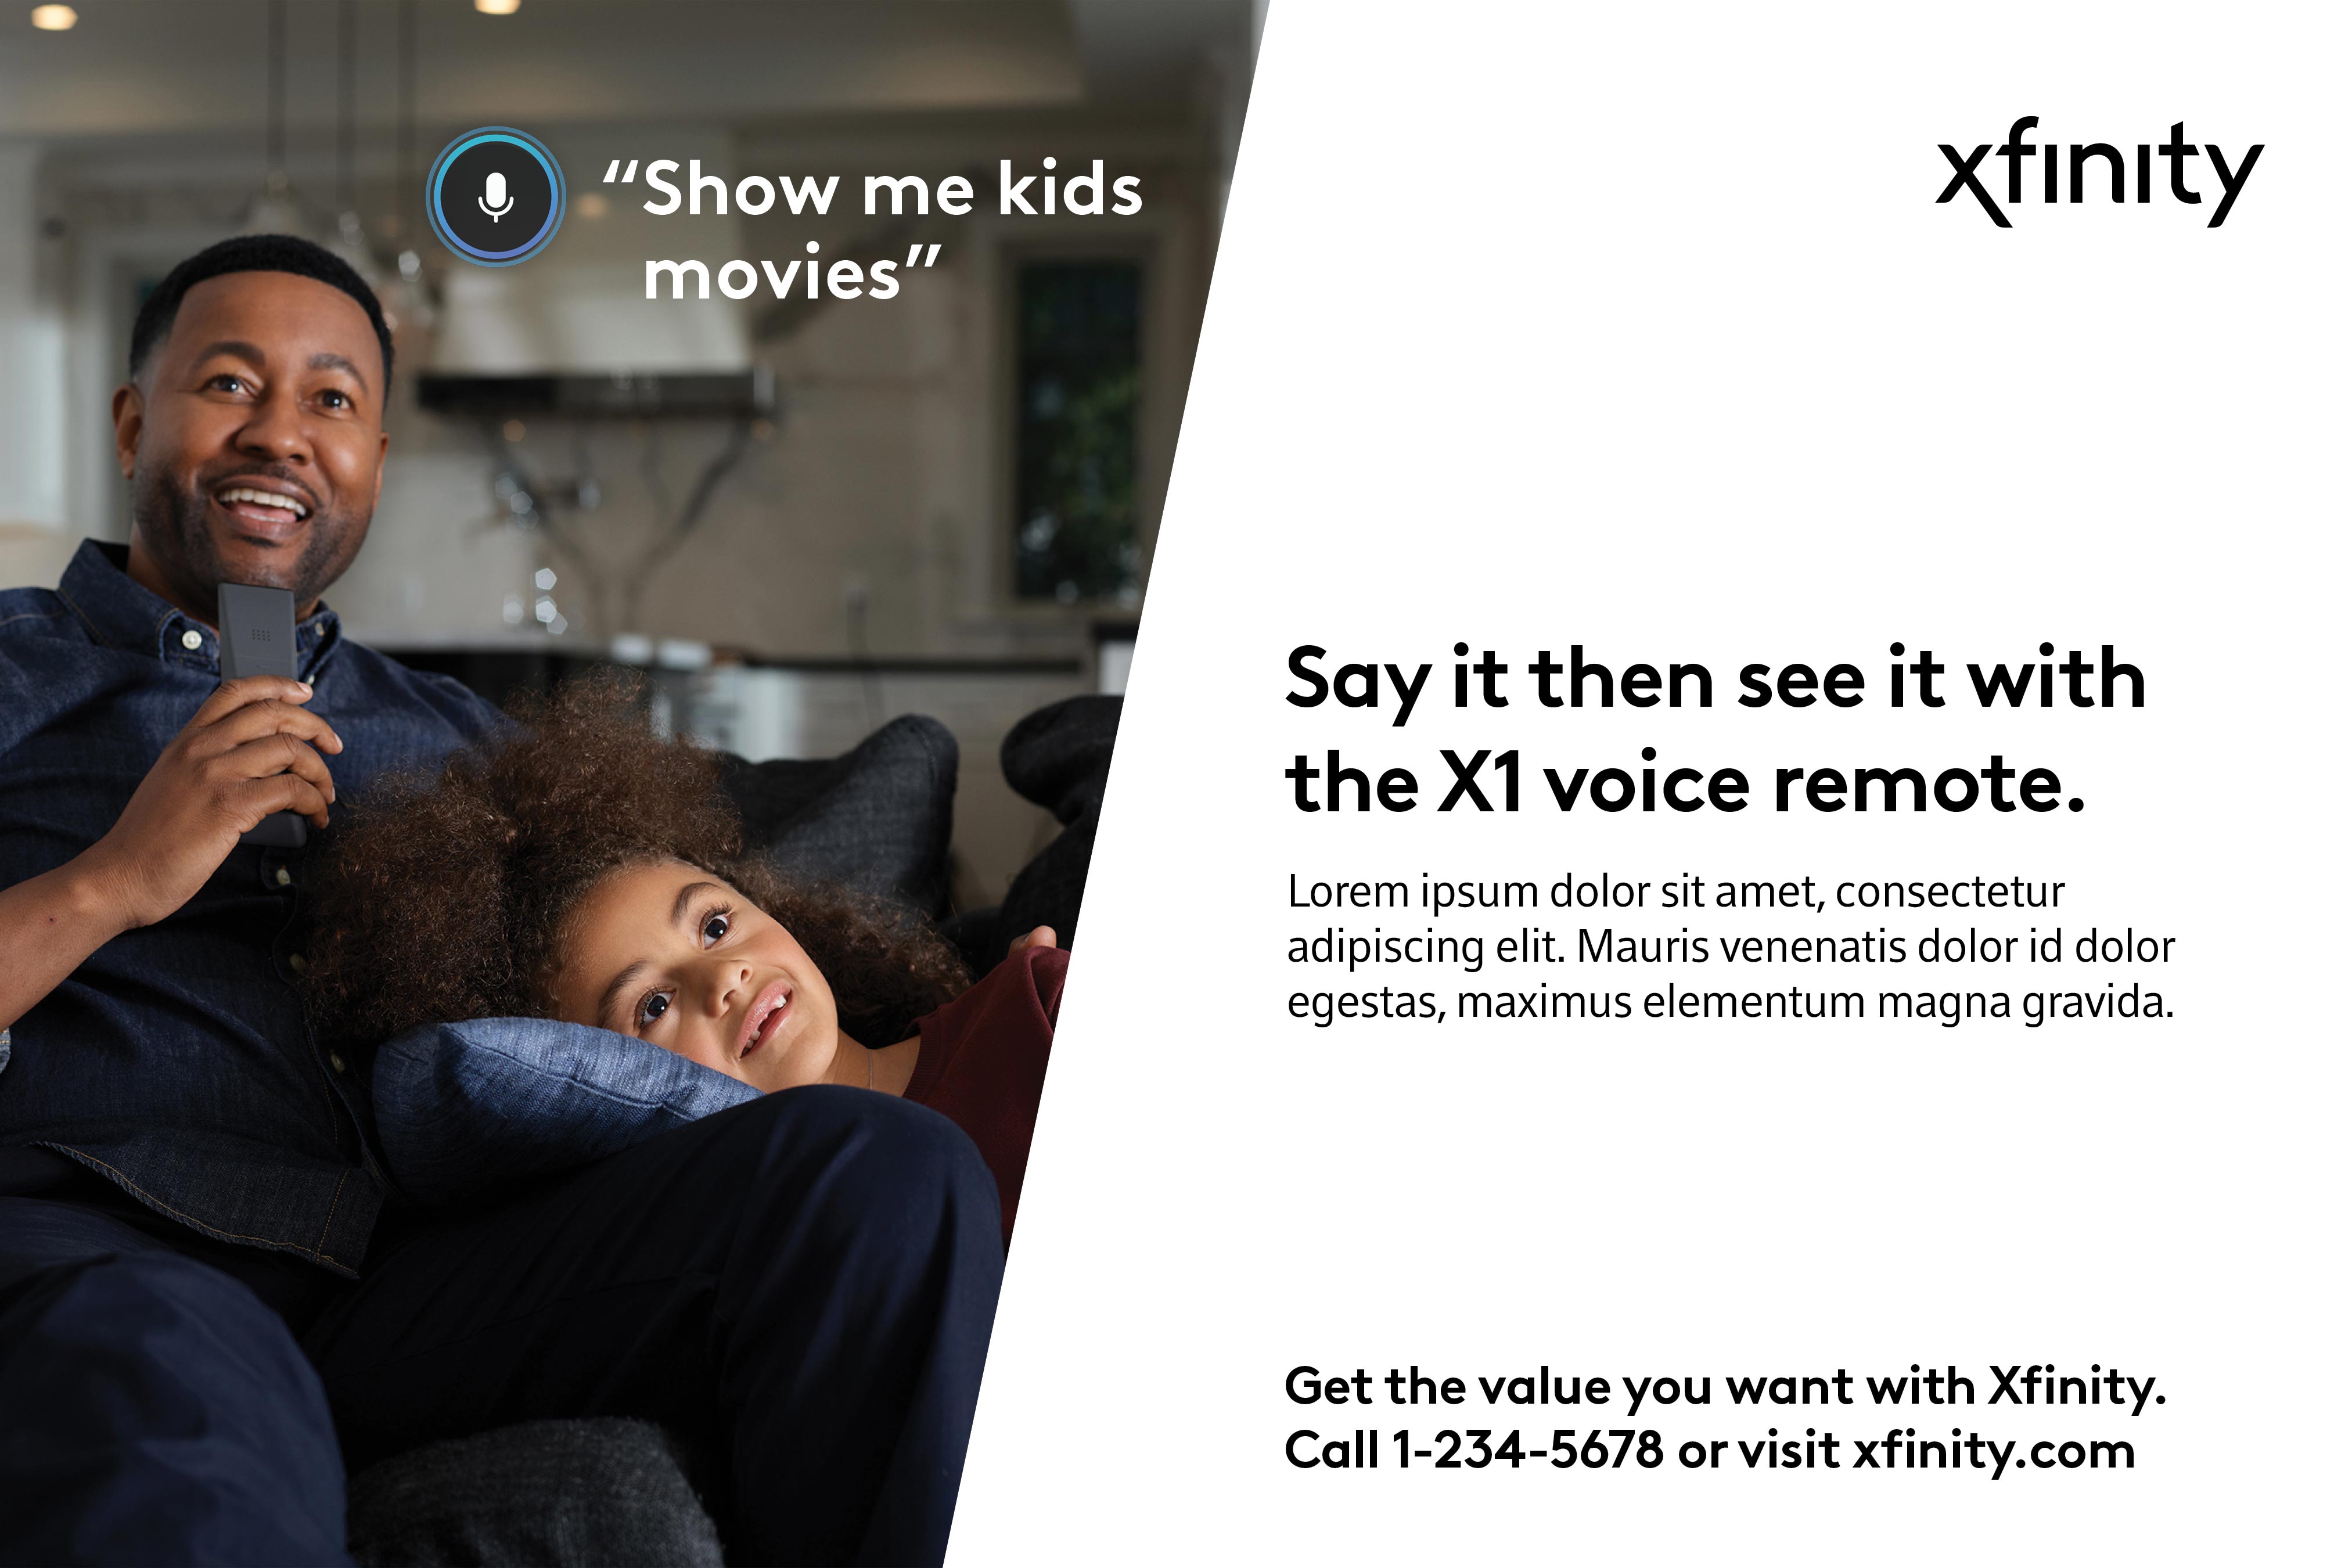 “Show me kids
movies”
xfinity
Say it then see it with
the X1 voice remote.
Lorem ipsum dolor sit amet, consectetur
adipiscing elit. Mauris venenatis dolor id dolor
egestas, maximus elementum magna gravida.
Get the value you want with Xfinity.
Call 1-234-5678 or visit xfinity.com